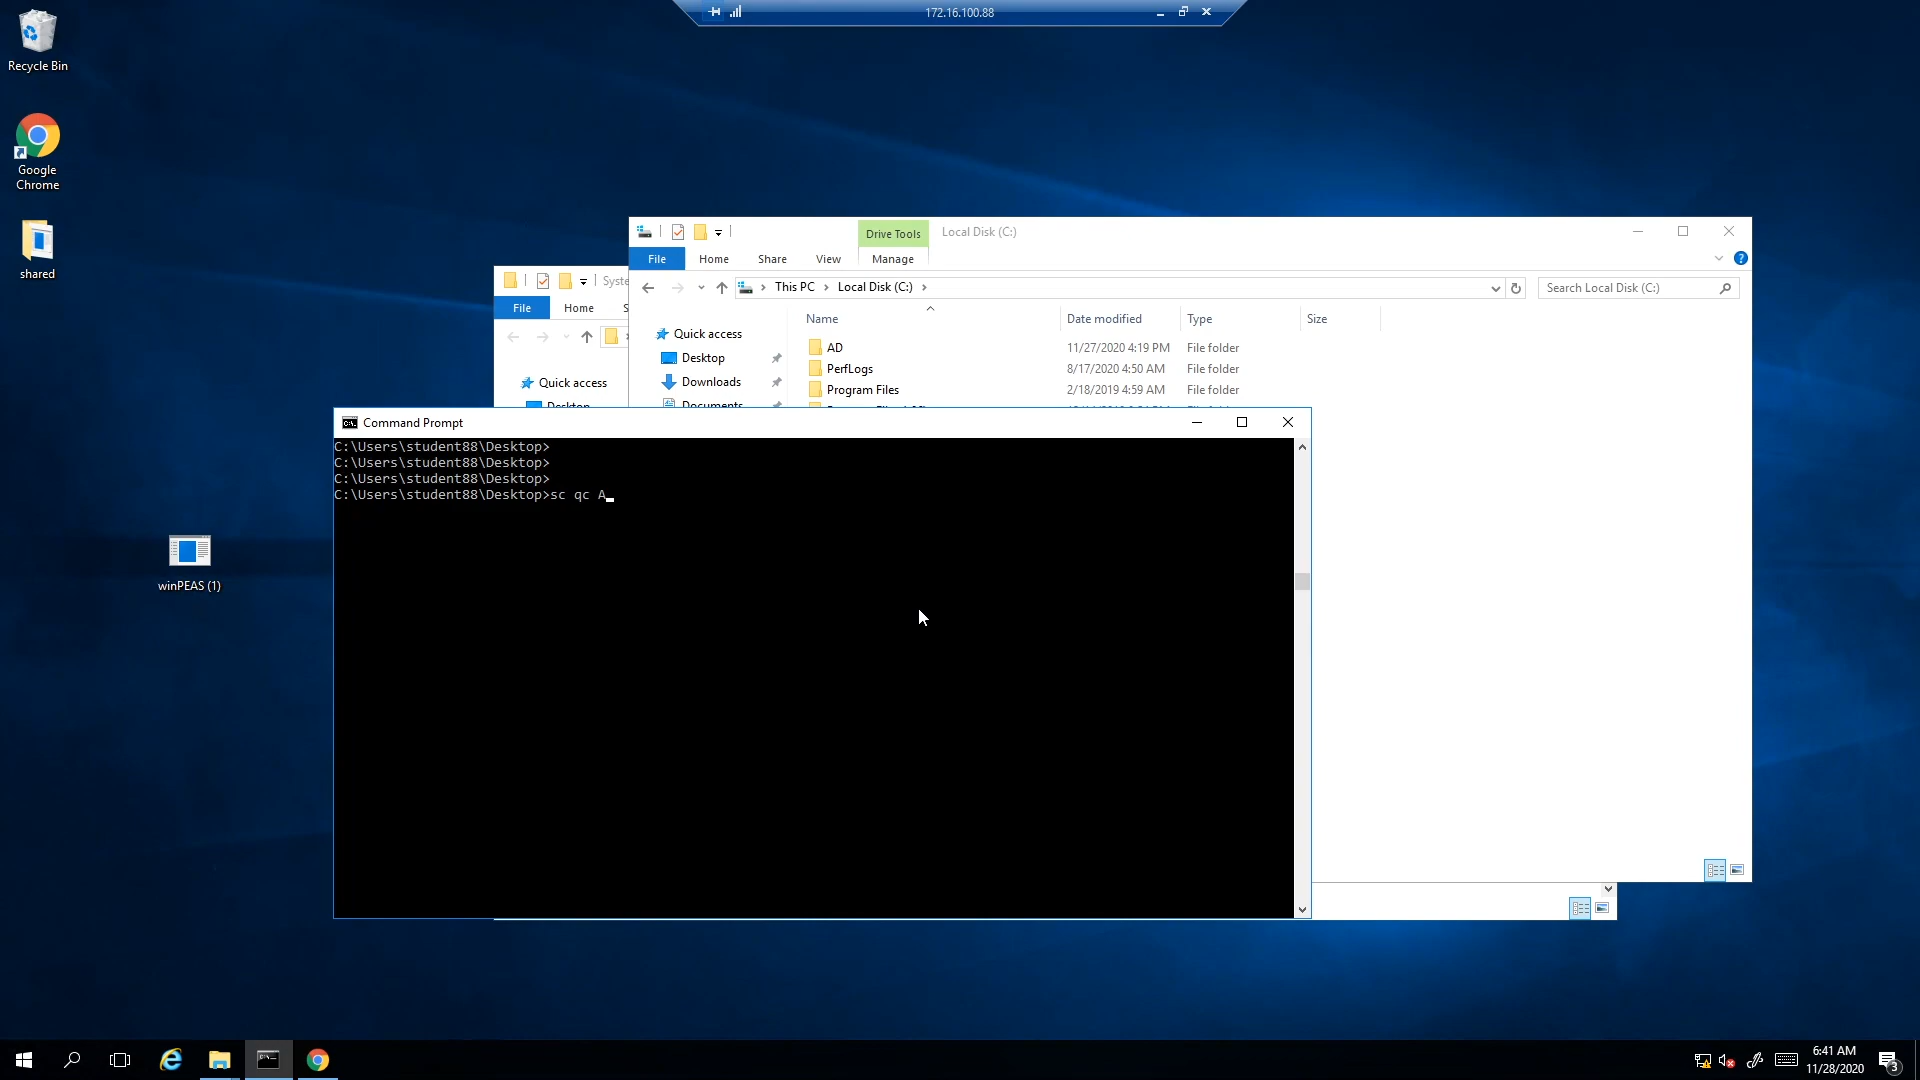 172.16.100.88
Recycle Bin
Google
Chrome
shared
winPEAS (1)
Drive Tools
Local Disk (C:)
File
Home
Share
View
Manage
This PC
Local Disk (C:)
Search Local Disk (C:)
Name
Date modified
Type
Size
Quick access
Desktop
Downloads
Documents
AD
11/27/2020 4:19 PM
File folder
PerfLogs
8/17/2020 4:50 AM
File folder
Program Files
2/18/2019 4:59 AM
File folder
File
Home
Quick access
Desktop
Command Prompt
C:\Users\student88\Desktop>
C:\Users\student88\Desktop>
C:\Users\student88\Desktop>
C:\Users\student88\Desktop>sc qc A
6:41 AM
11/28/2020
3